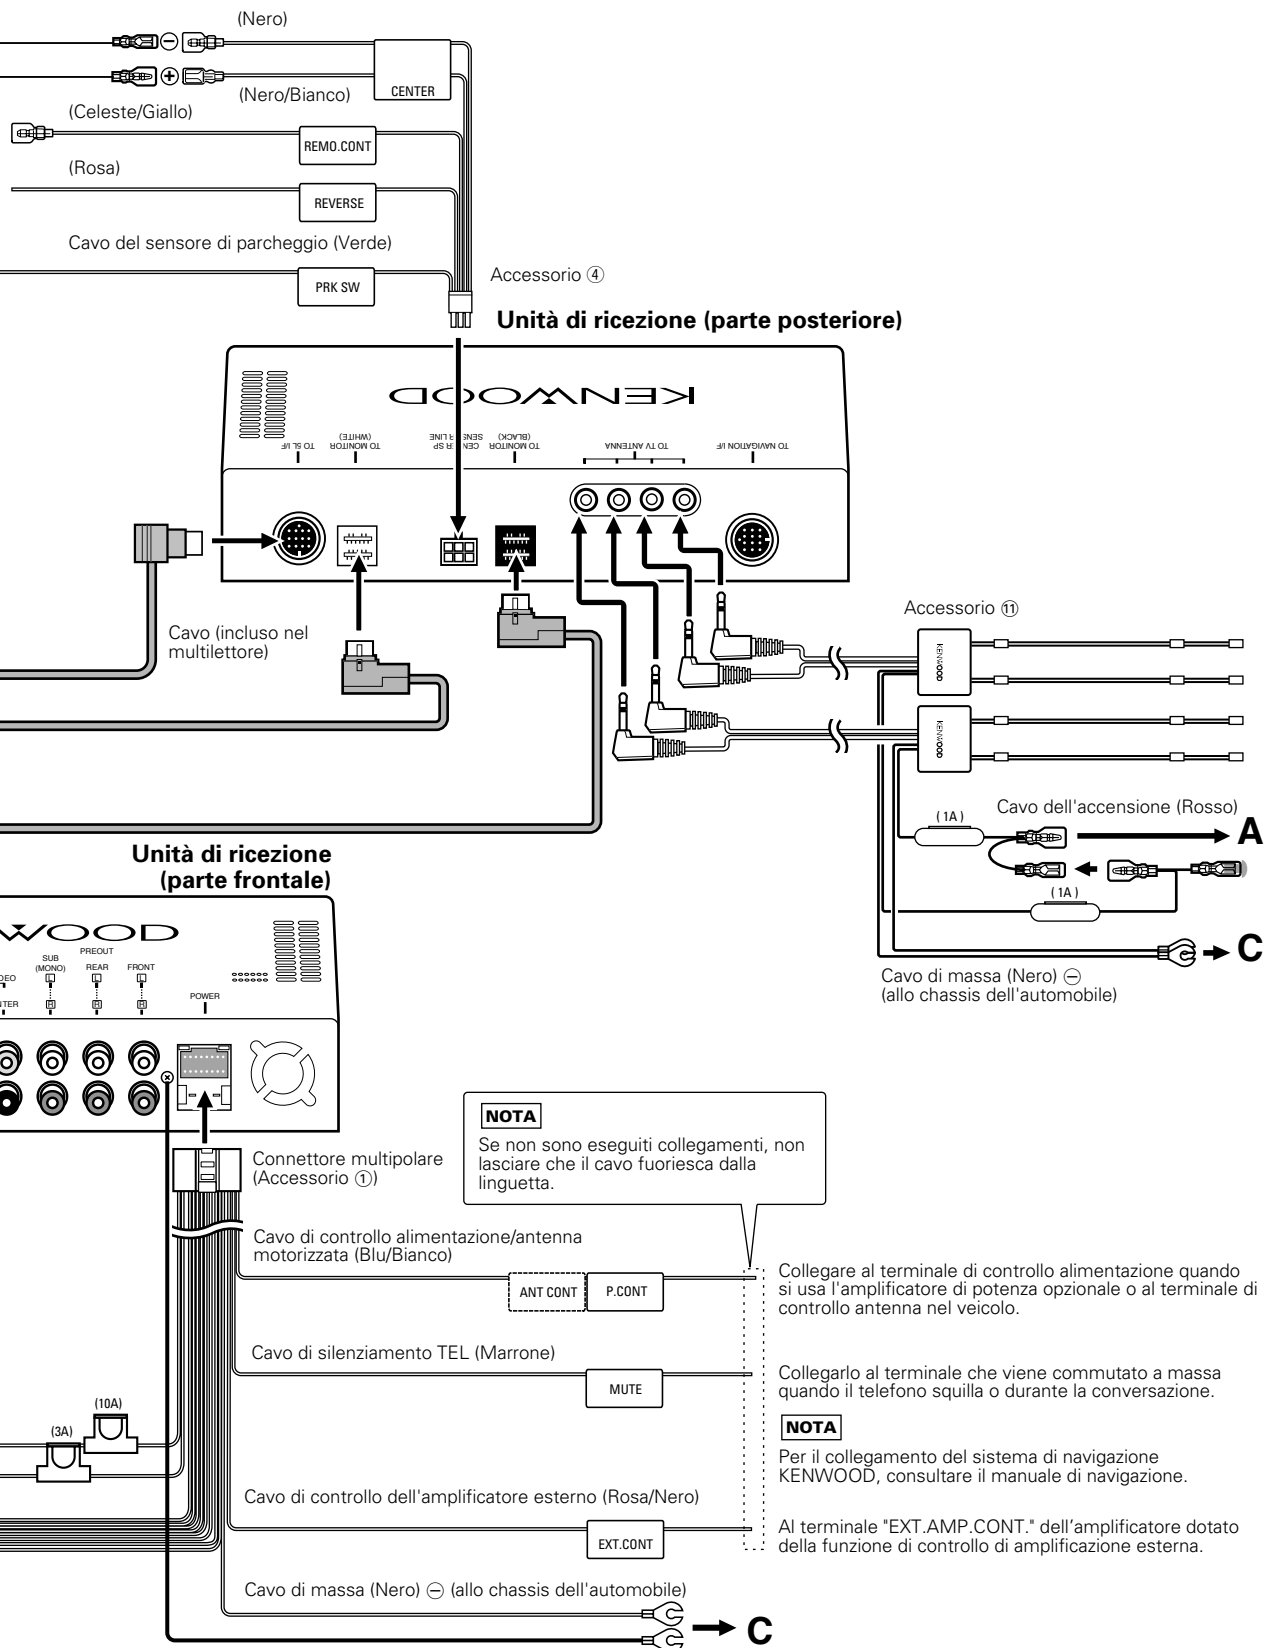 (Nero)
CENTER
(Nero/Bianco)
(Celeste/Giallo)
REMO.CONT
(Rosa)
REVERSE
Cavo del sensore di parcheggio (Verde)
PRK SW
Accessorio ④
Unità di ricezione (parte posteriore)
KENWOOD
TO 5L I/F
TO MONITOR
(WHITE)
TO MONITOR
(BLACK)
TO TV ANTENNA
TO NAVIGATION I/F
Cavo (incluso nel
multilettore)
Accessorio ⑪
KENWOOD
KENWOOD
Cavo dell'accensione (Rosso)
(1A)
A
(1A)
C
Cavo di massa (Nero) ⊖
(allo chassis dell'automobile)
Unità di ricezione
(parte frontale)
WOOD
PREOUT
SUB
(MONO)
REAR
FRONT
L
L
L
R
R
R
DEO
NTER
POWER
NOTA
Se non sono eseguiti collegamenti, non
lasciare che il cavo fuoriesca dalla
linguetta.
Connettore multipolare
(Accessorio ①)
Cavo di controllo alimentazione/antenna
motorizzata (Blu/Bianco)
ANT CONT
P.CONT
Collegare al terminale di controllo alimentazione quando
si usa l'amplificatore di potenza opzionale o al terminale di
controllo antenna nel veicolo.
Cavo di silenziamento TEL (Marrone)
MUTE
Collegarlo al terminale che viene commutato a massa
quando il telefono squilla o durante la conversazione.
NOTA
Per il collegamento del sistema di navigazione
KENWOOD, consultare il manuale di navigazione.
(10A)
(3A)
Cavo di controllo dell'amplificatore esterno (Rosa/Nero)
EXT.CONT
Al terminale "EXT.AMP.CONT." dell’amplificatore dotato
della funzione di controllo di amplificazione esterna.
Cavo di massa (Nero) ⊖ (allo chassis dell'automobile)
C